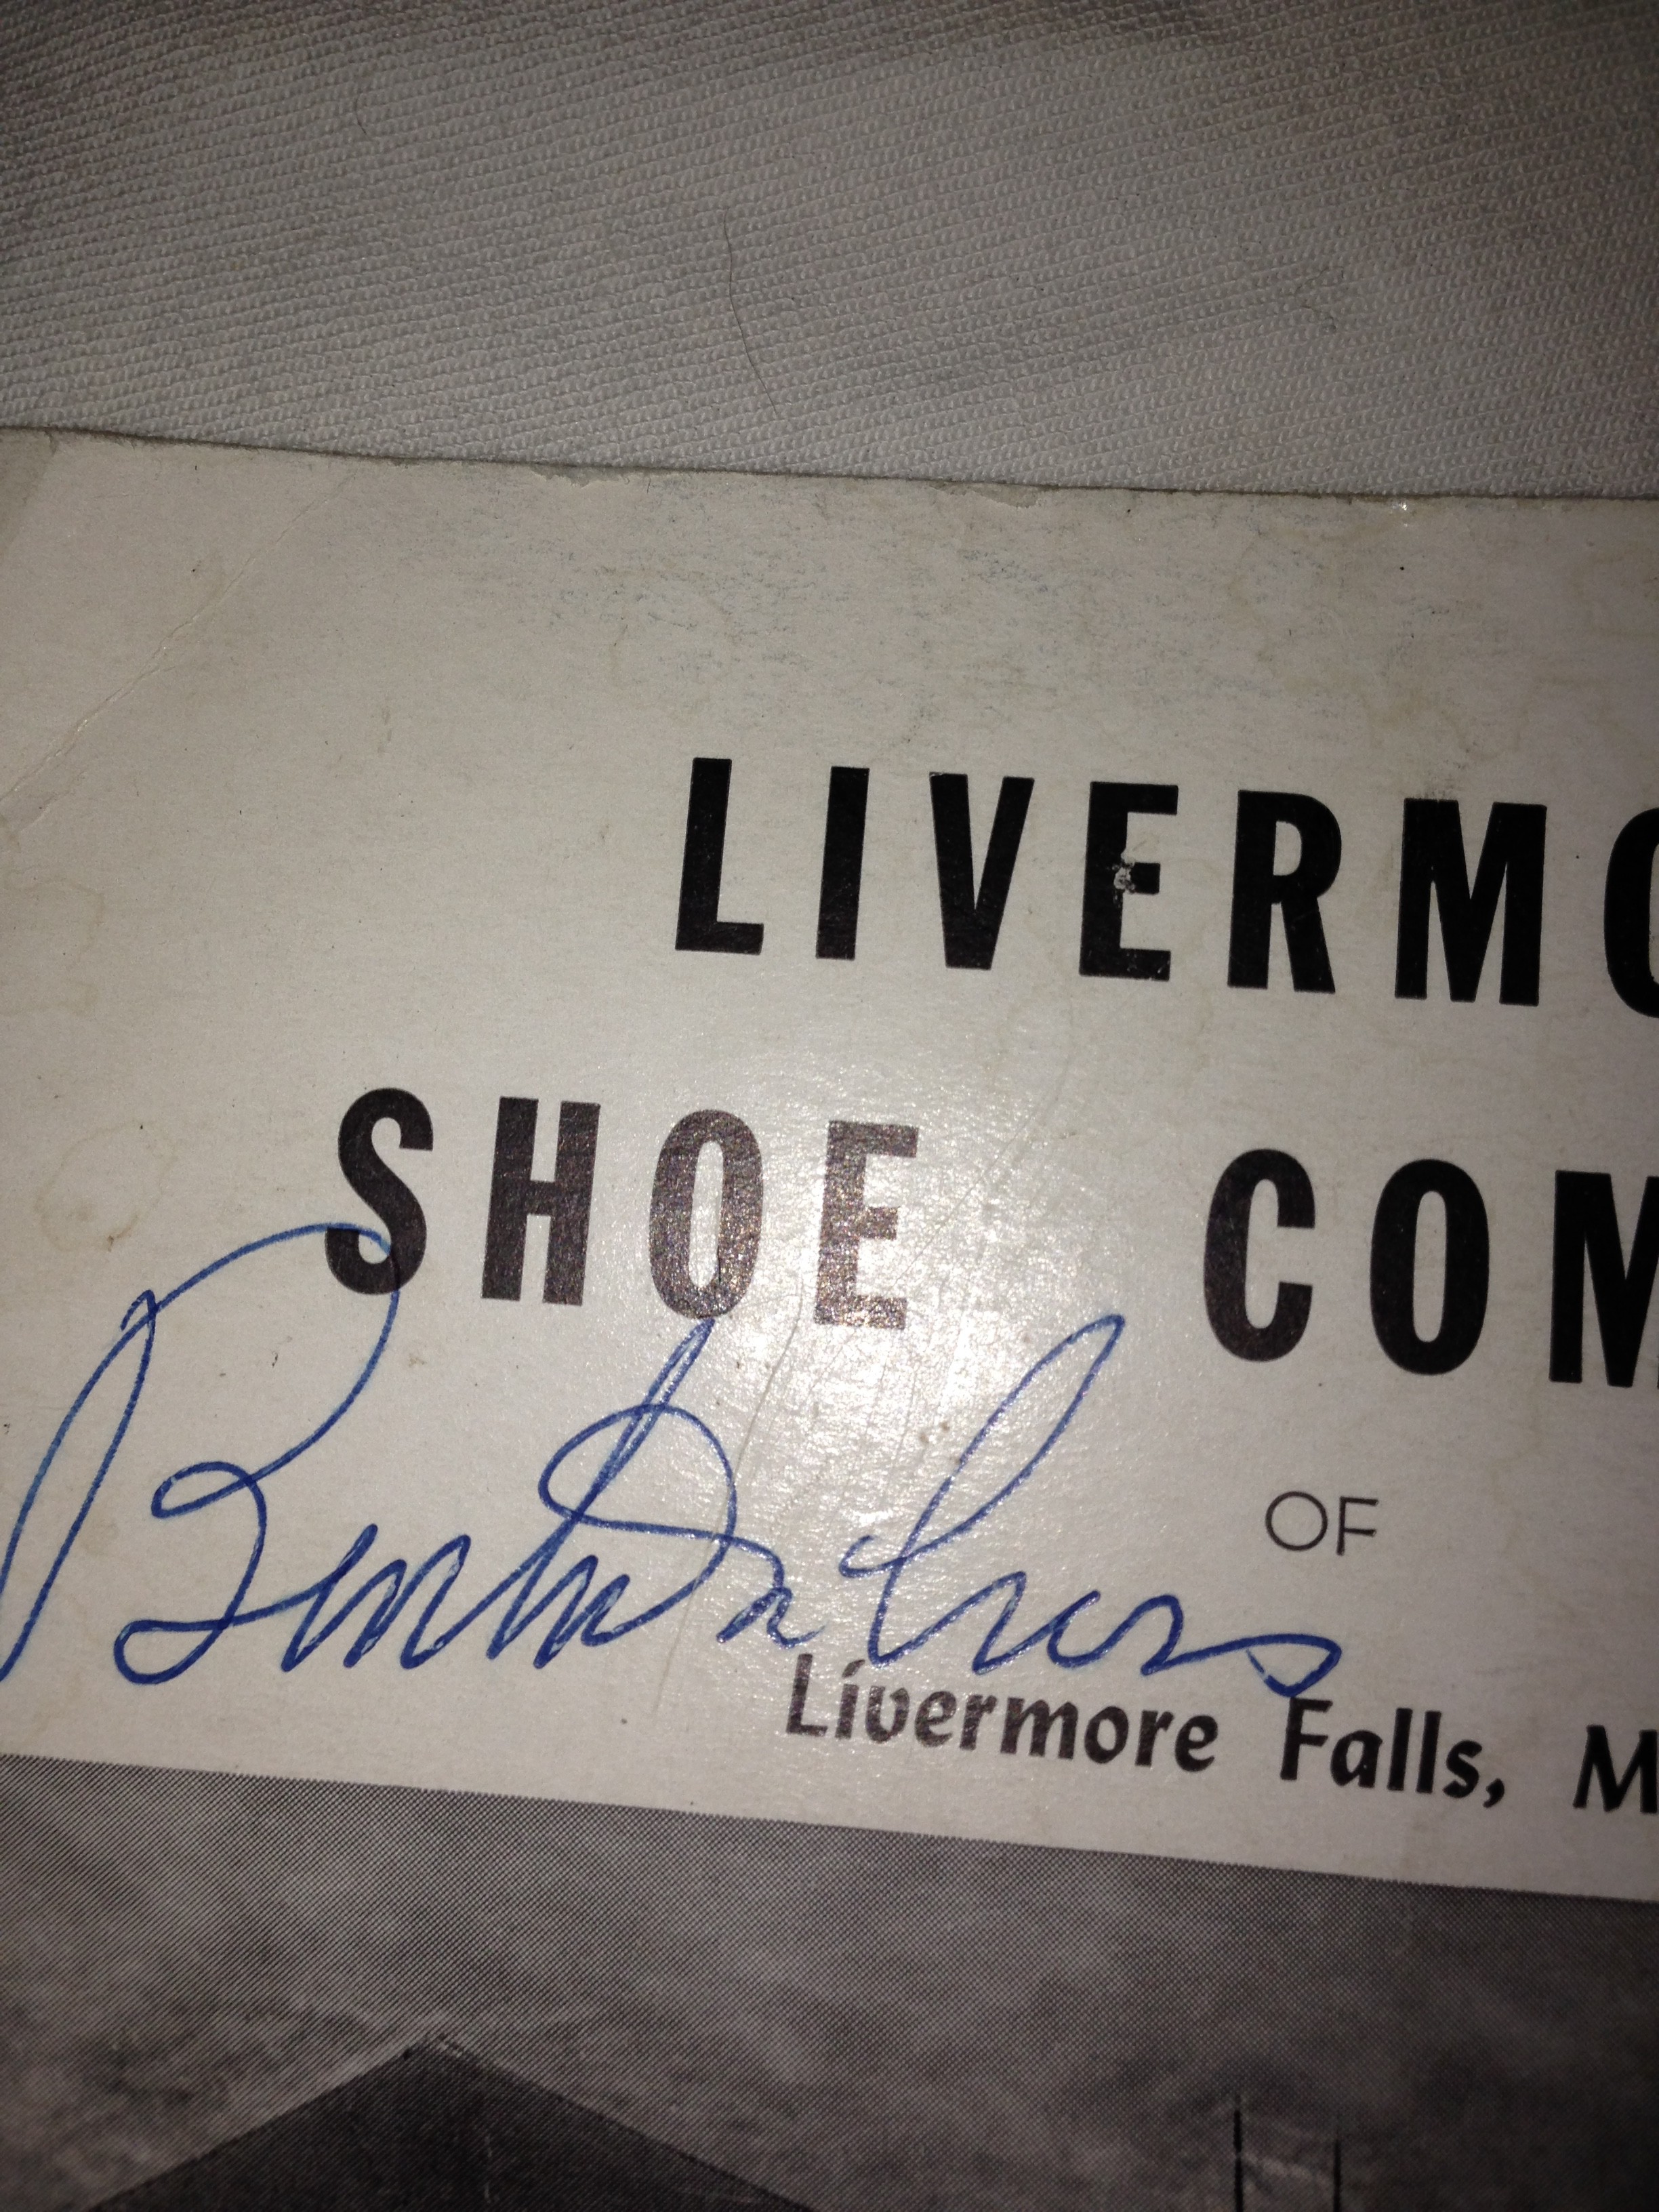 LIVERMO
SHOE COM
OF
Livermore Falls, M